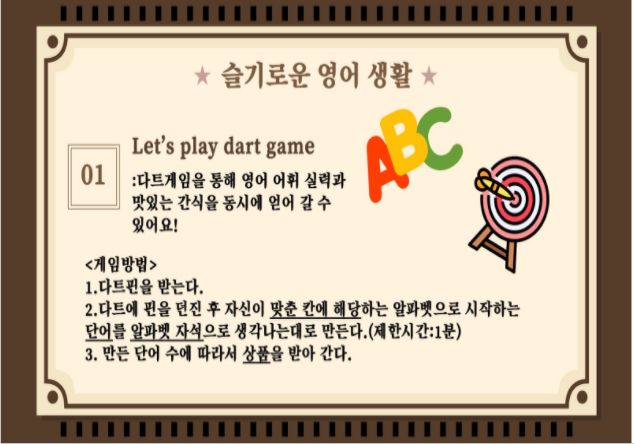 ★ 슬기로운 영어 생활 ★
ABC
01
Let's play dart game
:다트게임을 통해 영어 어휘 실력과
맛있는 간식을 동시에 얻어 갈 수
있어요!
<게임방법>
1.다트핀을 받는다.
2.다트에 핀을 던진 후 자신이 맞춘 칸에 해당하는 알파벳으로 시작하는
단어를 알파벳 자석으로 생각나는대로 만든다.(제한시간:1분)
3. 만든 단어 수에 따라서 상품을 받아 간다.